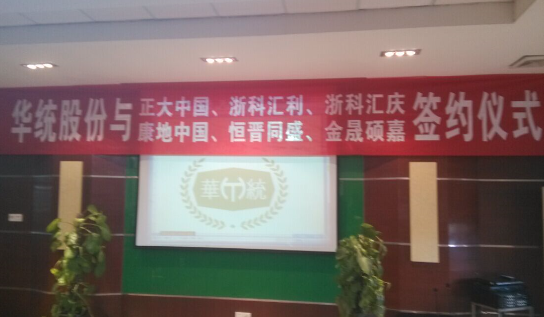 华统股份与 正大中国、浙科汇利、浙科汇庆 签约仪式
康地中国、恒晋同盛、金晟硕嘉
華统